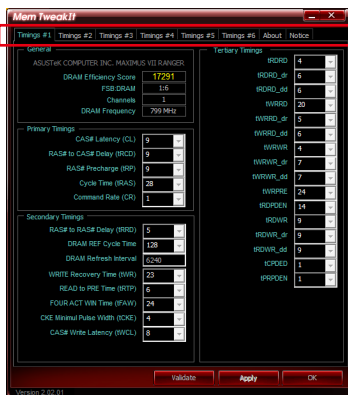 Mem TweakIt
Timings #1 Timings #2 Timings #3 Timings #4 Timings #5 Timings #6 About Notice
General
ASUSTeK COMPUTER INC. MAXIMUS VII RANGER
DRAM Efficiency Score 17291
FSB:DRAM 1:6
Channels 1
DRAM Frequency 799 MHz
Primary Timings
CAS# Latency (CL) 9
RAS# to CAS# Delay (tRCD) 9
RAS# Precharge (tRP) 9
Cycle Time (tRAS) 28
Command Rate (CR) 1
Secondary Timings
RAS# to RAS# Delay (tRRD) 5
DRAM REF Cycle Time 128
DRAM Refresh Interval 6240
WRITE Recovery Time (tWR) 23
READ to PRE Time (tRTP) 6
FOUR ACT WIN Time (tFAW) 24
CKE Minimul Pulse Width (tCKE) 4
CAS# Write Latency (tWCL) 8
Tertiary Timings
tRDRD 4
tRDRD_dr 6
tRDRD_dd 6
tWRRD 20
tWRRD_dr 5
tWRRD_dd 6
tWRWR 4
tWRWR_dr 7
tWRWR_dd 7
tWRPRE 24
tRDPDEN 14
tRDWR 9
tRDWR_dr 9
tRDWR_dd 9
tCPDED 1
tPRPDEN 1
Validate Apply OK
Version 2.02.01